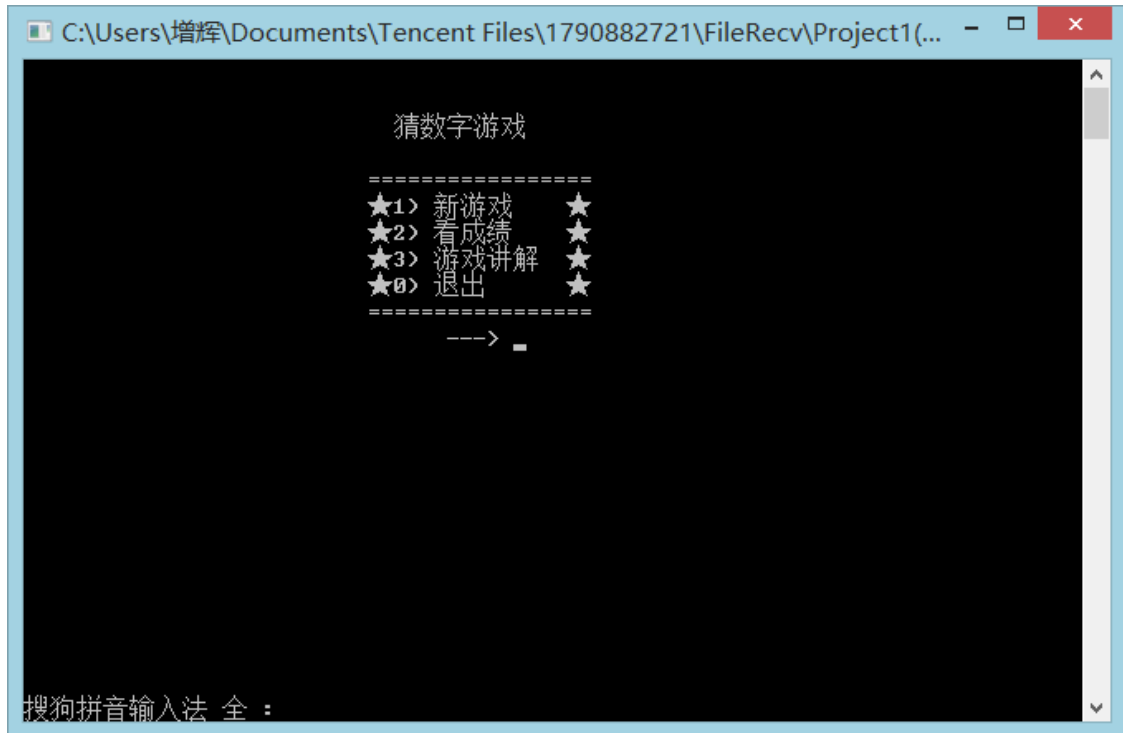 C:\Users\增辉\Documents\Tencent Files\1790882721\FileRecv\Project1(...
猜数字游戏
=================
★1> 新游戏 ★
★2> 看成绩 ★
★3> 游戏讲解 ★
★0> 退出 ★
=================
---> _
搜狗拼音输入法 全 :